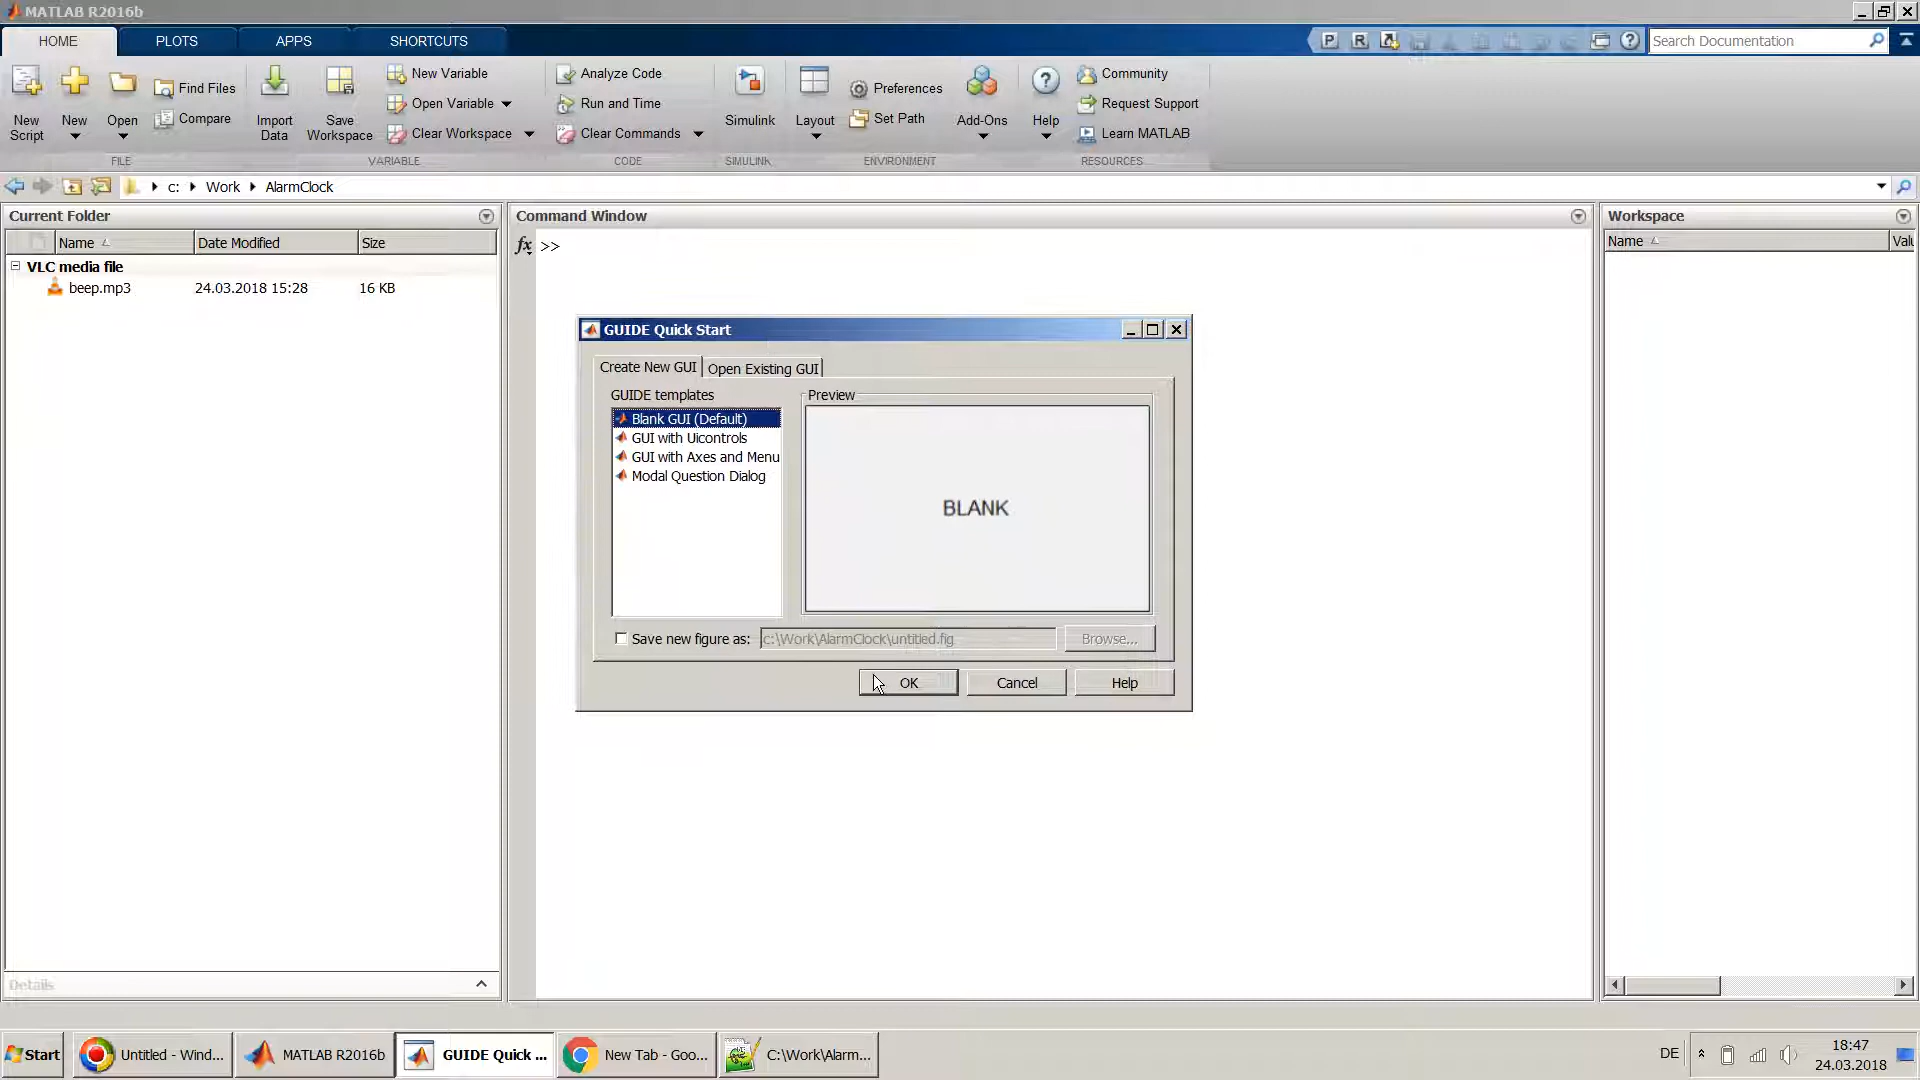 MATLAB R2016b
HOME
PLOTS
APPS
SHORTCUTS
P
R
?
Search Documentation
New Script
New
Open
Find Files
Compare
Import Data
Save Workspace
New Variable
Open Variable
Clear Workspace
Analyze Code
Run and Time
Clear Commands
Simulink
Layout
Preferences
Set Path
Add-Ons
?
Help
Community
Request Support
Learn MATLAB
FILE
VARIABLE
CODE
SIMULINK
ENVIRONMENT
RESOURCES
c: Work AlarmClock
Current Folder
Name
Date Modified
Size
VLC media file
beep.mp3
24.03.2018 15:28
16 KB
Details
Command Window
fx >>
Workspace
Name
Valu
GUIDE Quick Start
Create New GUI
Open Existing GUI
GUIDE templates
Blank GUI (Default)
GUI with Uicontrols
GUI with Axes and Menu
Modal Question Dialog
Preview
BLANK
Save new figure as:
c:\Work\AlarmClock\untitled.fig
Browse...
OK
Cancel
Help
Start
Untitled - Wind...
MATLAB R2016b
GUIDE Quick ...
New Tab - Goo...
C:\Work\Alarm...
DE
18:47
24.03.2018